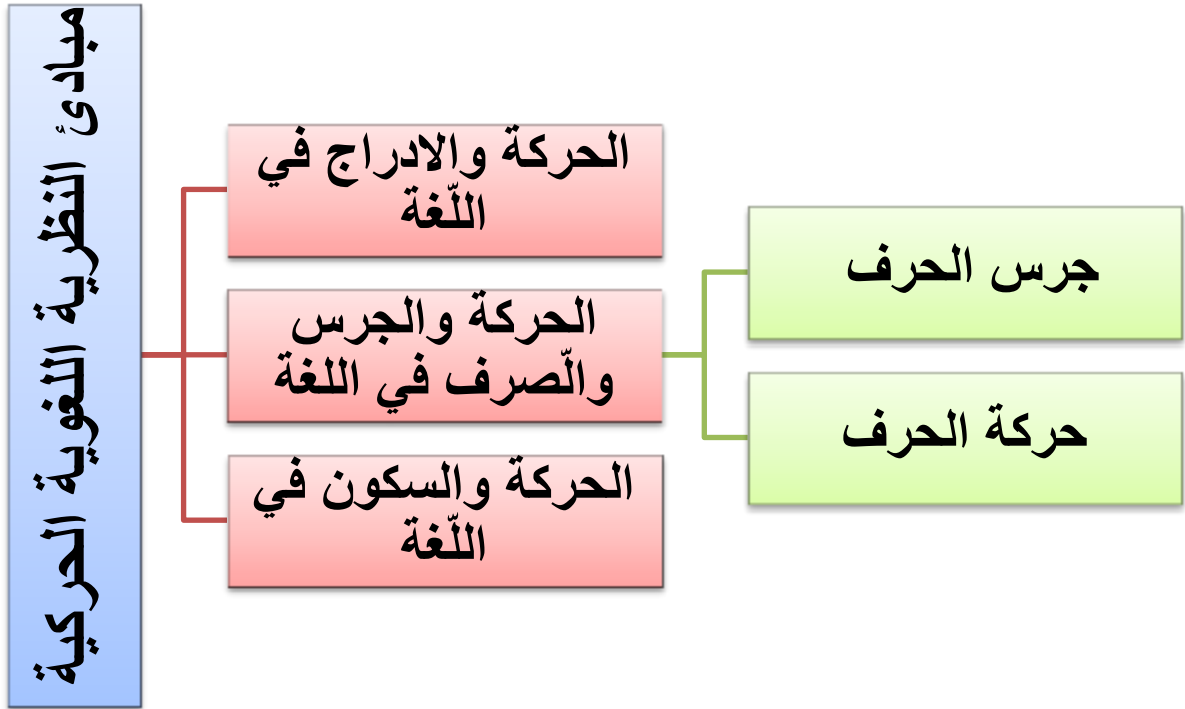 مبادئ النظرية اللغوية الحركية
الحركة والادراج في
اللّغة
الحركة والجرس
والّصرف في اللغة
الحركة والسكون في
اللّغة
جرس الحرف
حركة الحرف